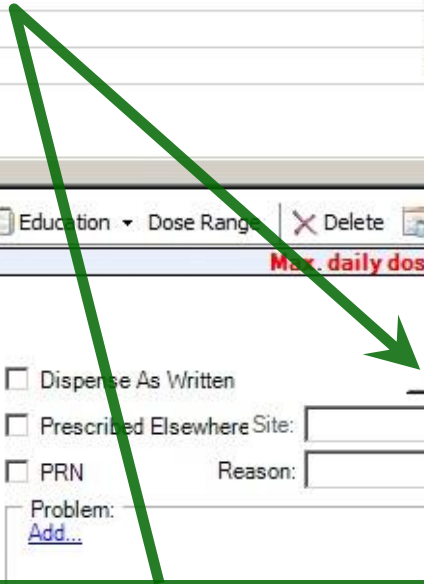 Education Dose Range Delete
Max. daily dos
Dispense As Written
Prescribed Elsewhere Site:
PRN Reason:
Problem:
Add...